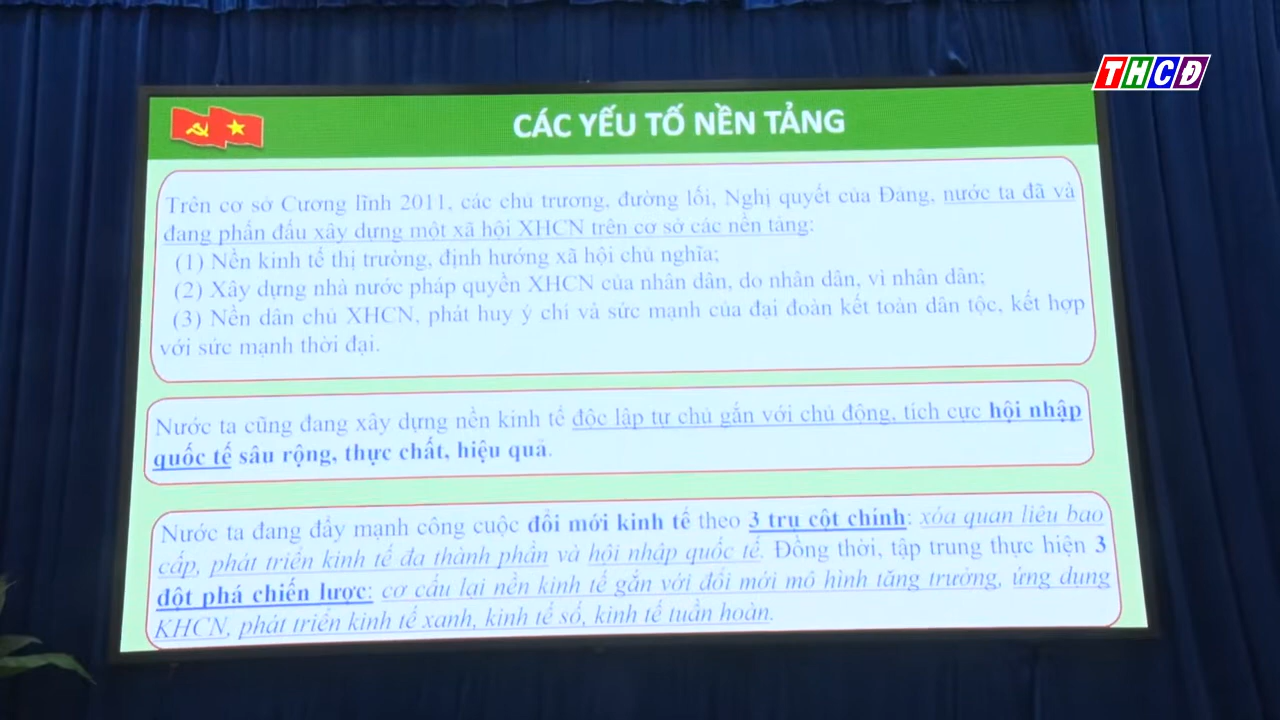 THCĐ
CÁC YẾU TỐ NỀN TẢNG
Trên cơ sở Cương lĩnh 2011, các chủ trương, đường lối, Nghị quyết của Đảng, nước ta đã và
đang phấn đấu xây dựng một xã hội XHCN trên cơ sở các nền tảng:
(1) Nền kinh tế thị trường, định hướng xã hội chủ nghĩa;
(2) Xây dựng nhà nước pháp quyền XHCN của nhân dân, do nhân dân, vì nhân dân;
(3) Nền dân chủ XHCN, phát huy ý chí và sức mạnh của đại đoàn kết toàn dân tộc, kết hợp
với sức mạnh thời đại.
Nước ta cũng đang xây dựng nền kinh tế độc lập tự chủ gắn với chủ động, tích cực hội nhập
quốc tế sâu rộng, thực chất, hiệu quả.
Nước ta đang đẩy mạnh công cuộc đổi mới kinh tế theo 3 trụ cột chính: xóa quan liêu bao
cấp, phát triển kinh tế đa thành phần và hội nhập quốc tế. Đồng thời, tập trung thực hiện 3
đột phá chiến lược: cơ cấu lại nền kinh tế gắn với đổi mới mô hình tăng trưởng, ứng dụng
KHCN, phát triển kinh tế xanh, kinh tế số, kinh tế tuần hoàn.